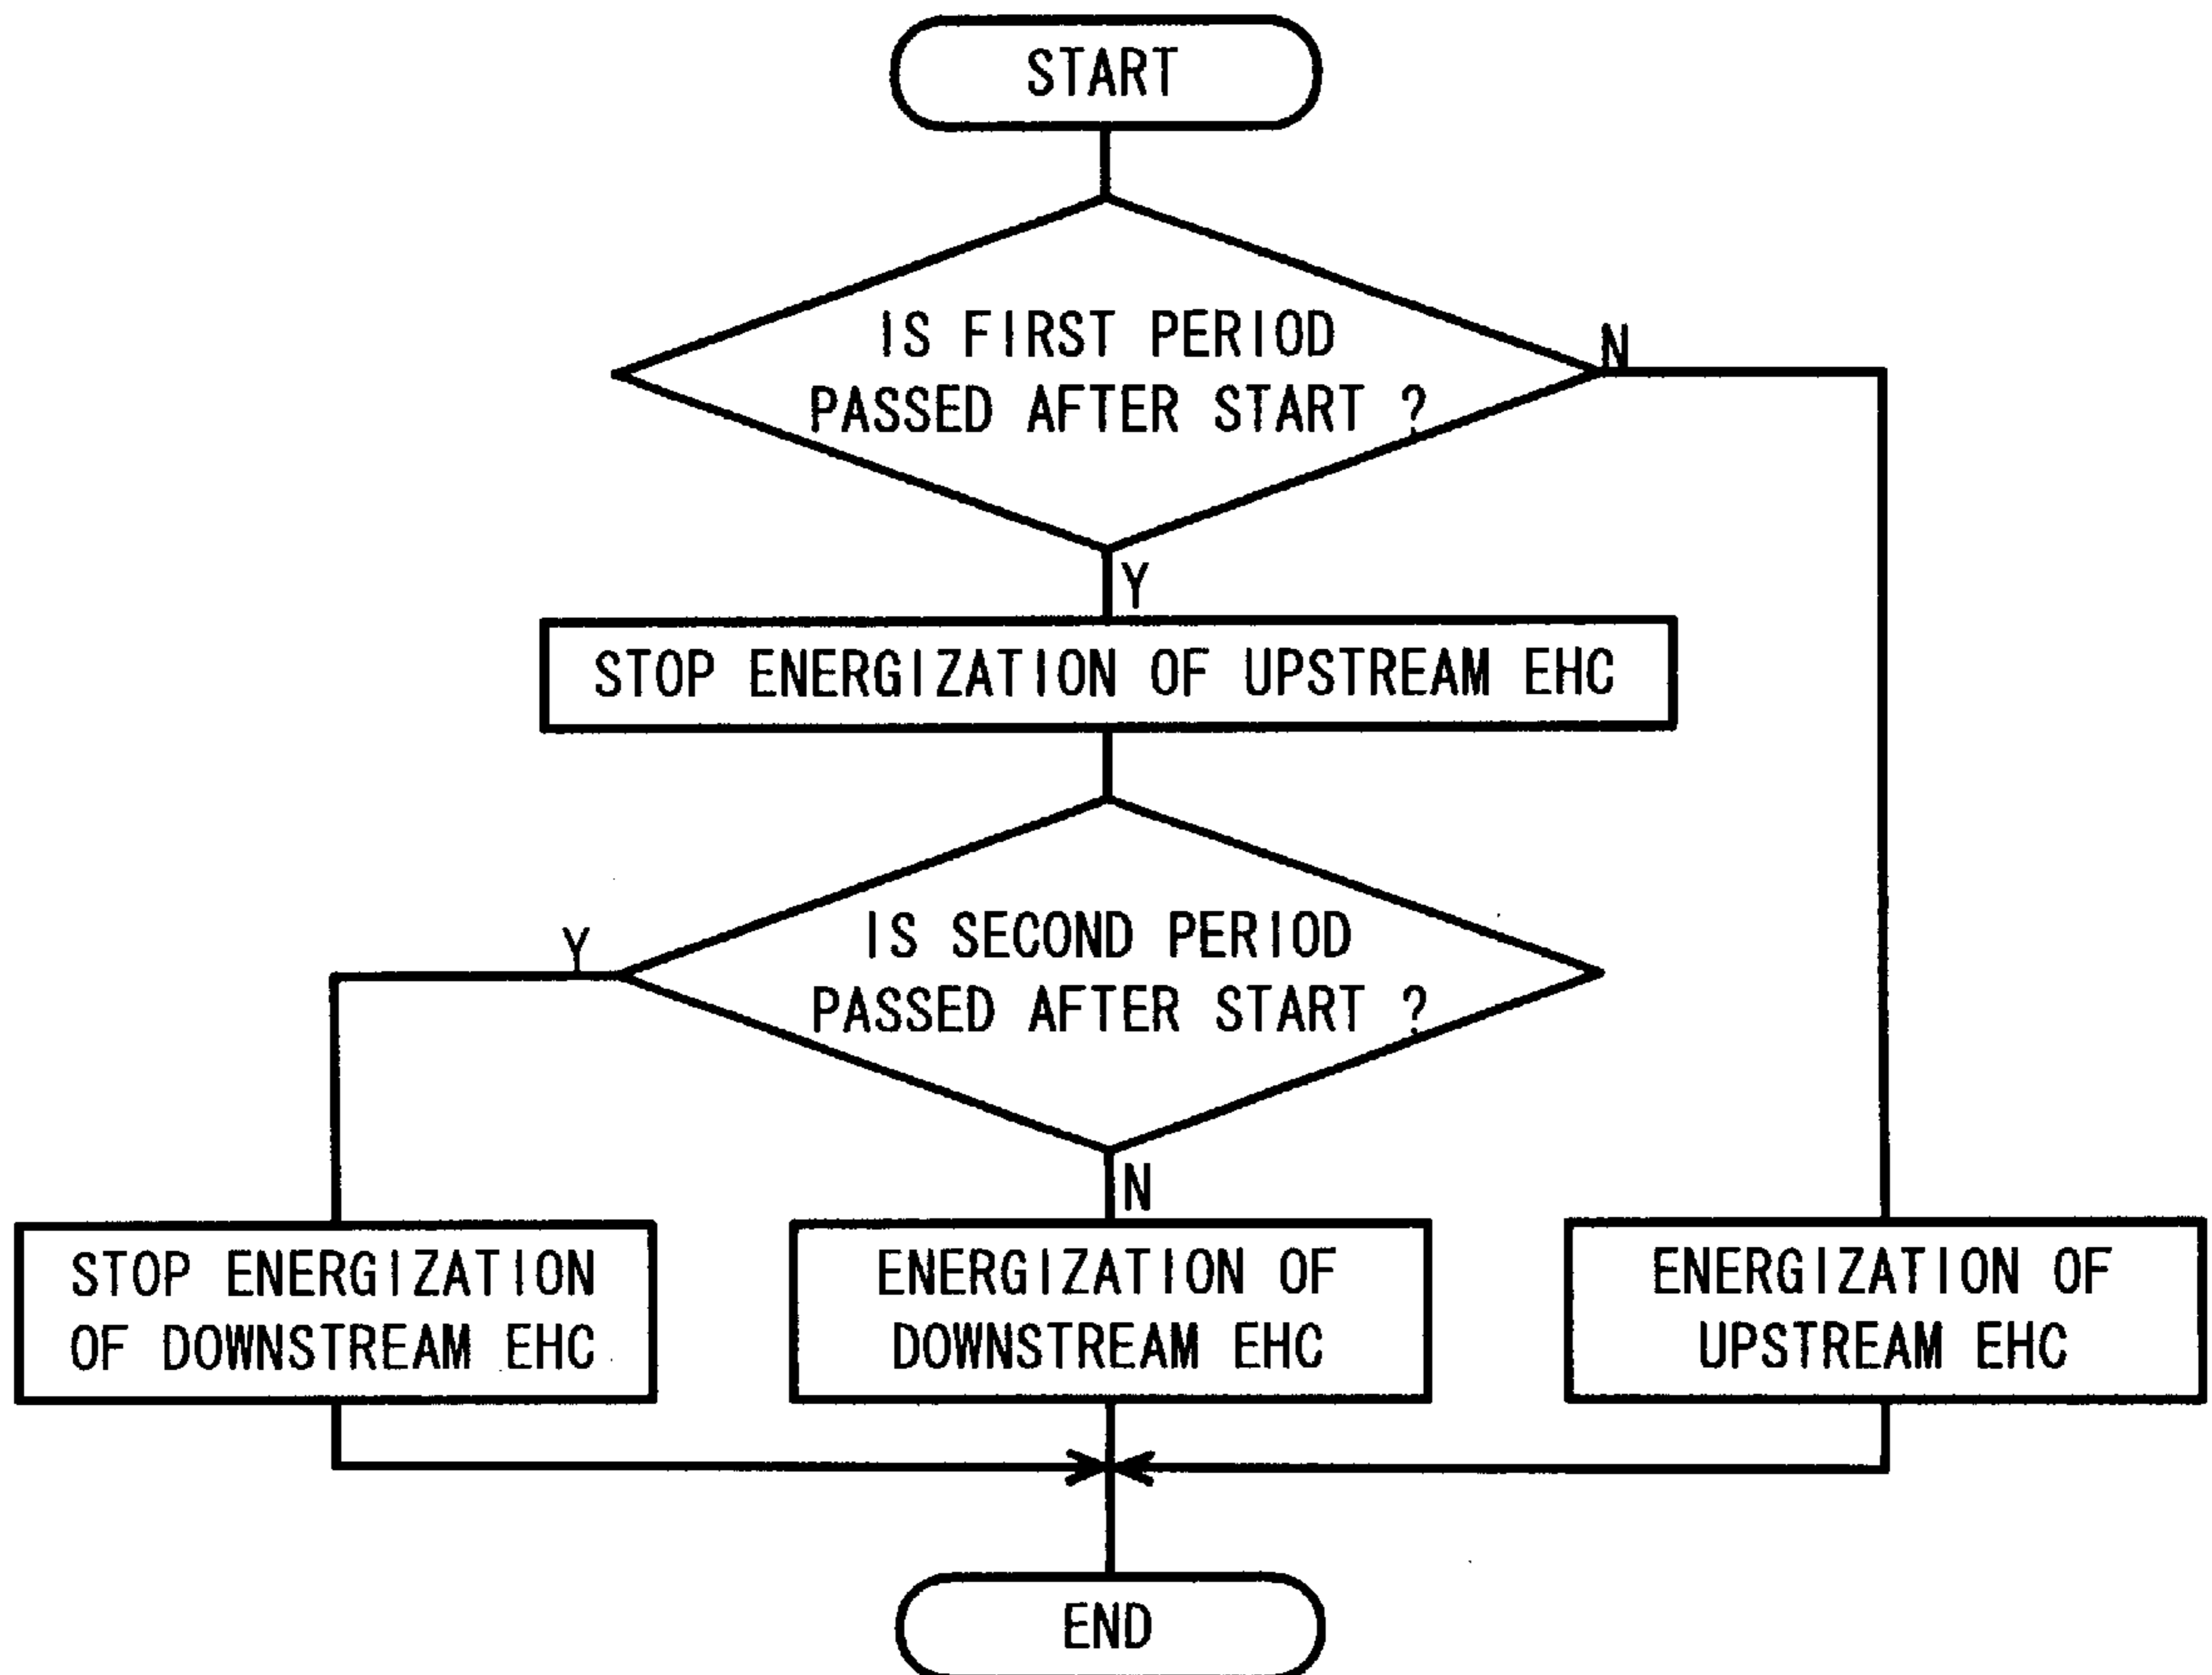 START
IS FIRST PERIOD
PASSED AFTER START ?
N
Y
STOP ENERGIZATION OF UPSTREAM EHC
IS SECOND PERIOD
PASSED AFTER START ?
Y
N
STOP ENERGIZATION
OF DOWNSTREAM EHC
ENERGIZATION OF
DOWNSTREAM EHC
ENERGIZATION OF
UPSTREAM EHC
END